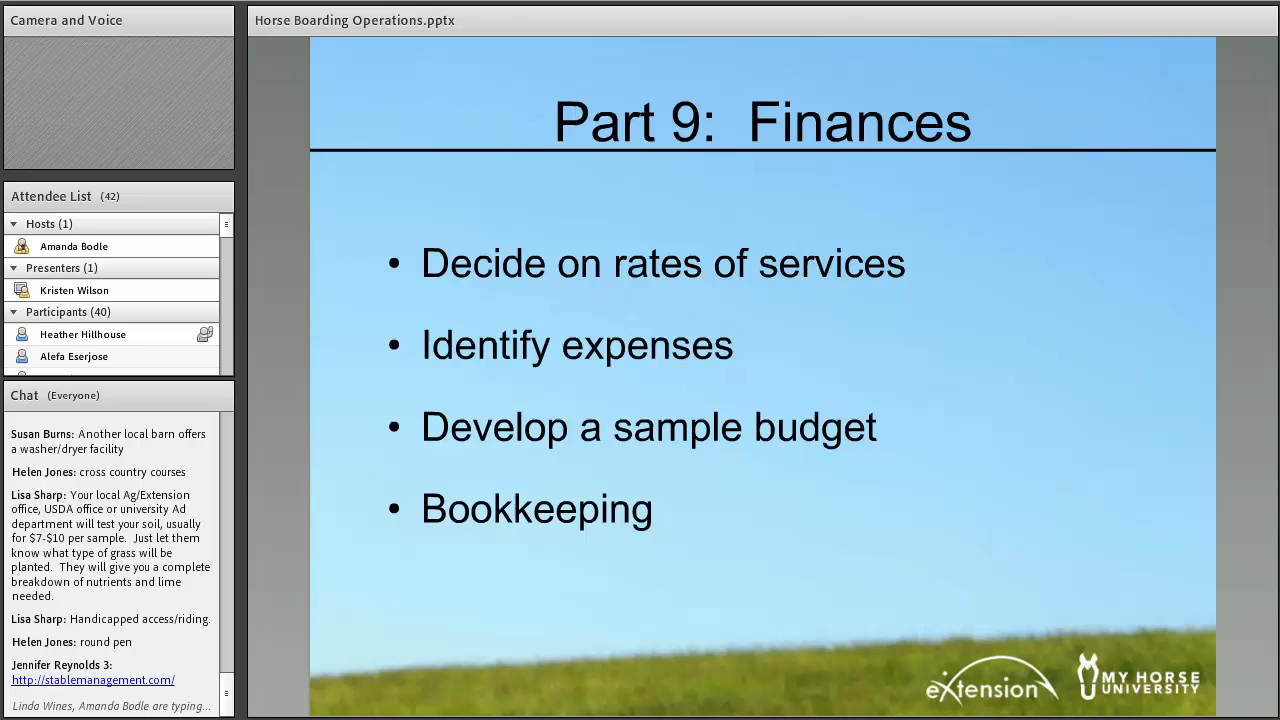 Camera and Voice
Attendee List (42)
Hosts (1)
Amanda Bodle
Presenters (1)
Kristen Wilson
Participants (40)
Heather Hillhouse
Alefa Eserjose
Chat (Everyone)
Susan Burns: Another local barn offers
a washer/dryer facility
Helen Jones: cross country courses
Lisa Sharp: Your local Ag/Extension
office, USDA office or university Ad
department will test your soil, usually
for $7-$10 per sample. Just let them
know what type of grass will be
planted. They will give you a complete
breakdown of nutrients and lime
needed.
Lisa Sharp: Handicapped access/riding.
Helen Jones: round pen
Jennifer Reynolds 3:
http://stablemanagement.com/
Linda Wines, Amanda Bodle are typing...
Horse Boarding Operations.pptx
Part 9: Finances
• Decide on rates of services
• Identify expenses
• Develop a sample budget
• Bookkeeping
eXtension
MY HORSE
UNIVERSITY